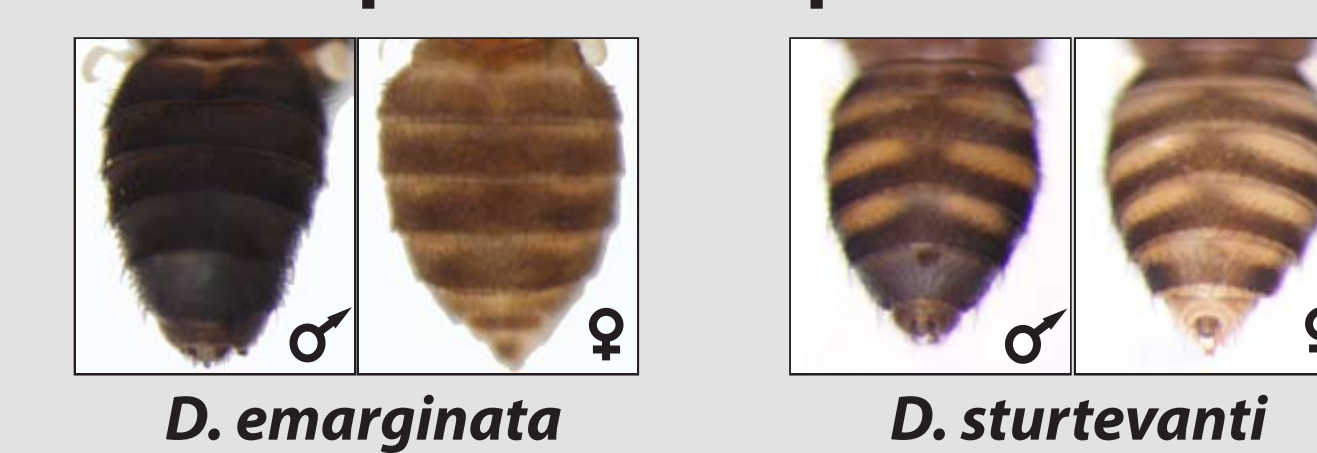 ♂ ♀ ♂
D. emarginata D. sturtevanti